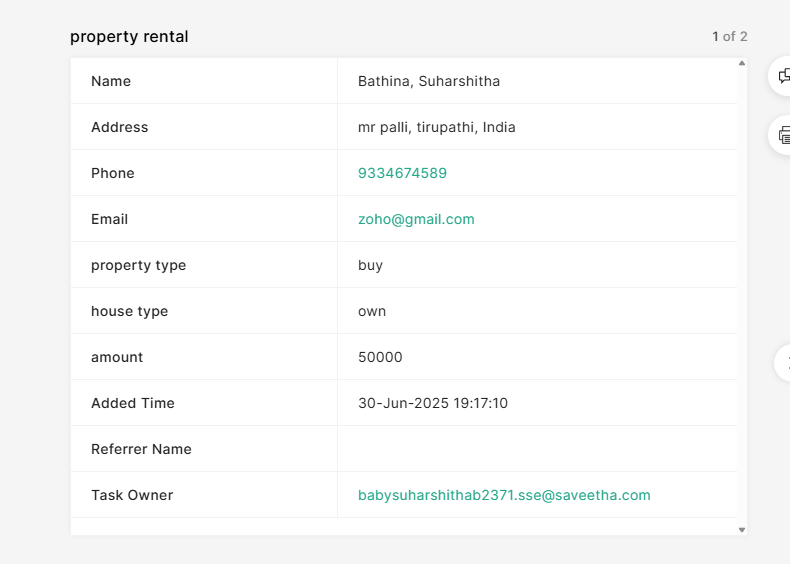 property rental 1 of 2
Name Bathina, Suharshitha
Address mr palli, tirupathi, India
Phone 9334674589
Email zoho@gmail.com
property type buy
house type own
amount 50000
Added Time 30-Jun-2025 19:17:10
Referrer Name
Task Owner babysuharshithab2371.sse@saveetha.com